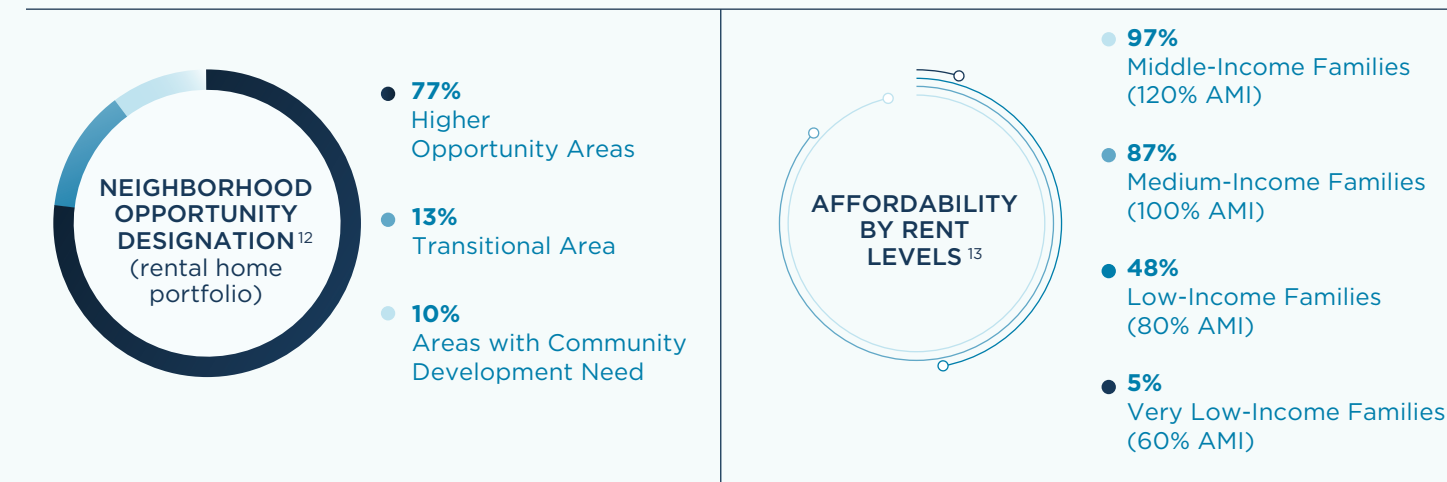 NEIGHBORHOOD
OPPORTUNITY
DESIGNATION 12
(rental home
portfolio)
77%
Higher
Opportunity Areas
13%
Transitional Area
10%
Areas with Community
Development Need
AFFORDABILITY
BY RENT
LEVELS 13
97%
Middle-Income Families
(120% AMI)
87%
Medium-Income Families
(100% AMI)
48%
Low-Income Families
(80% AMI)
5%
Very Low-Income Families
(60% AMI)